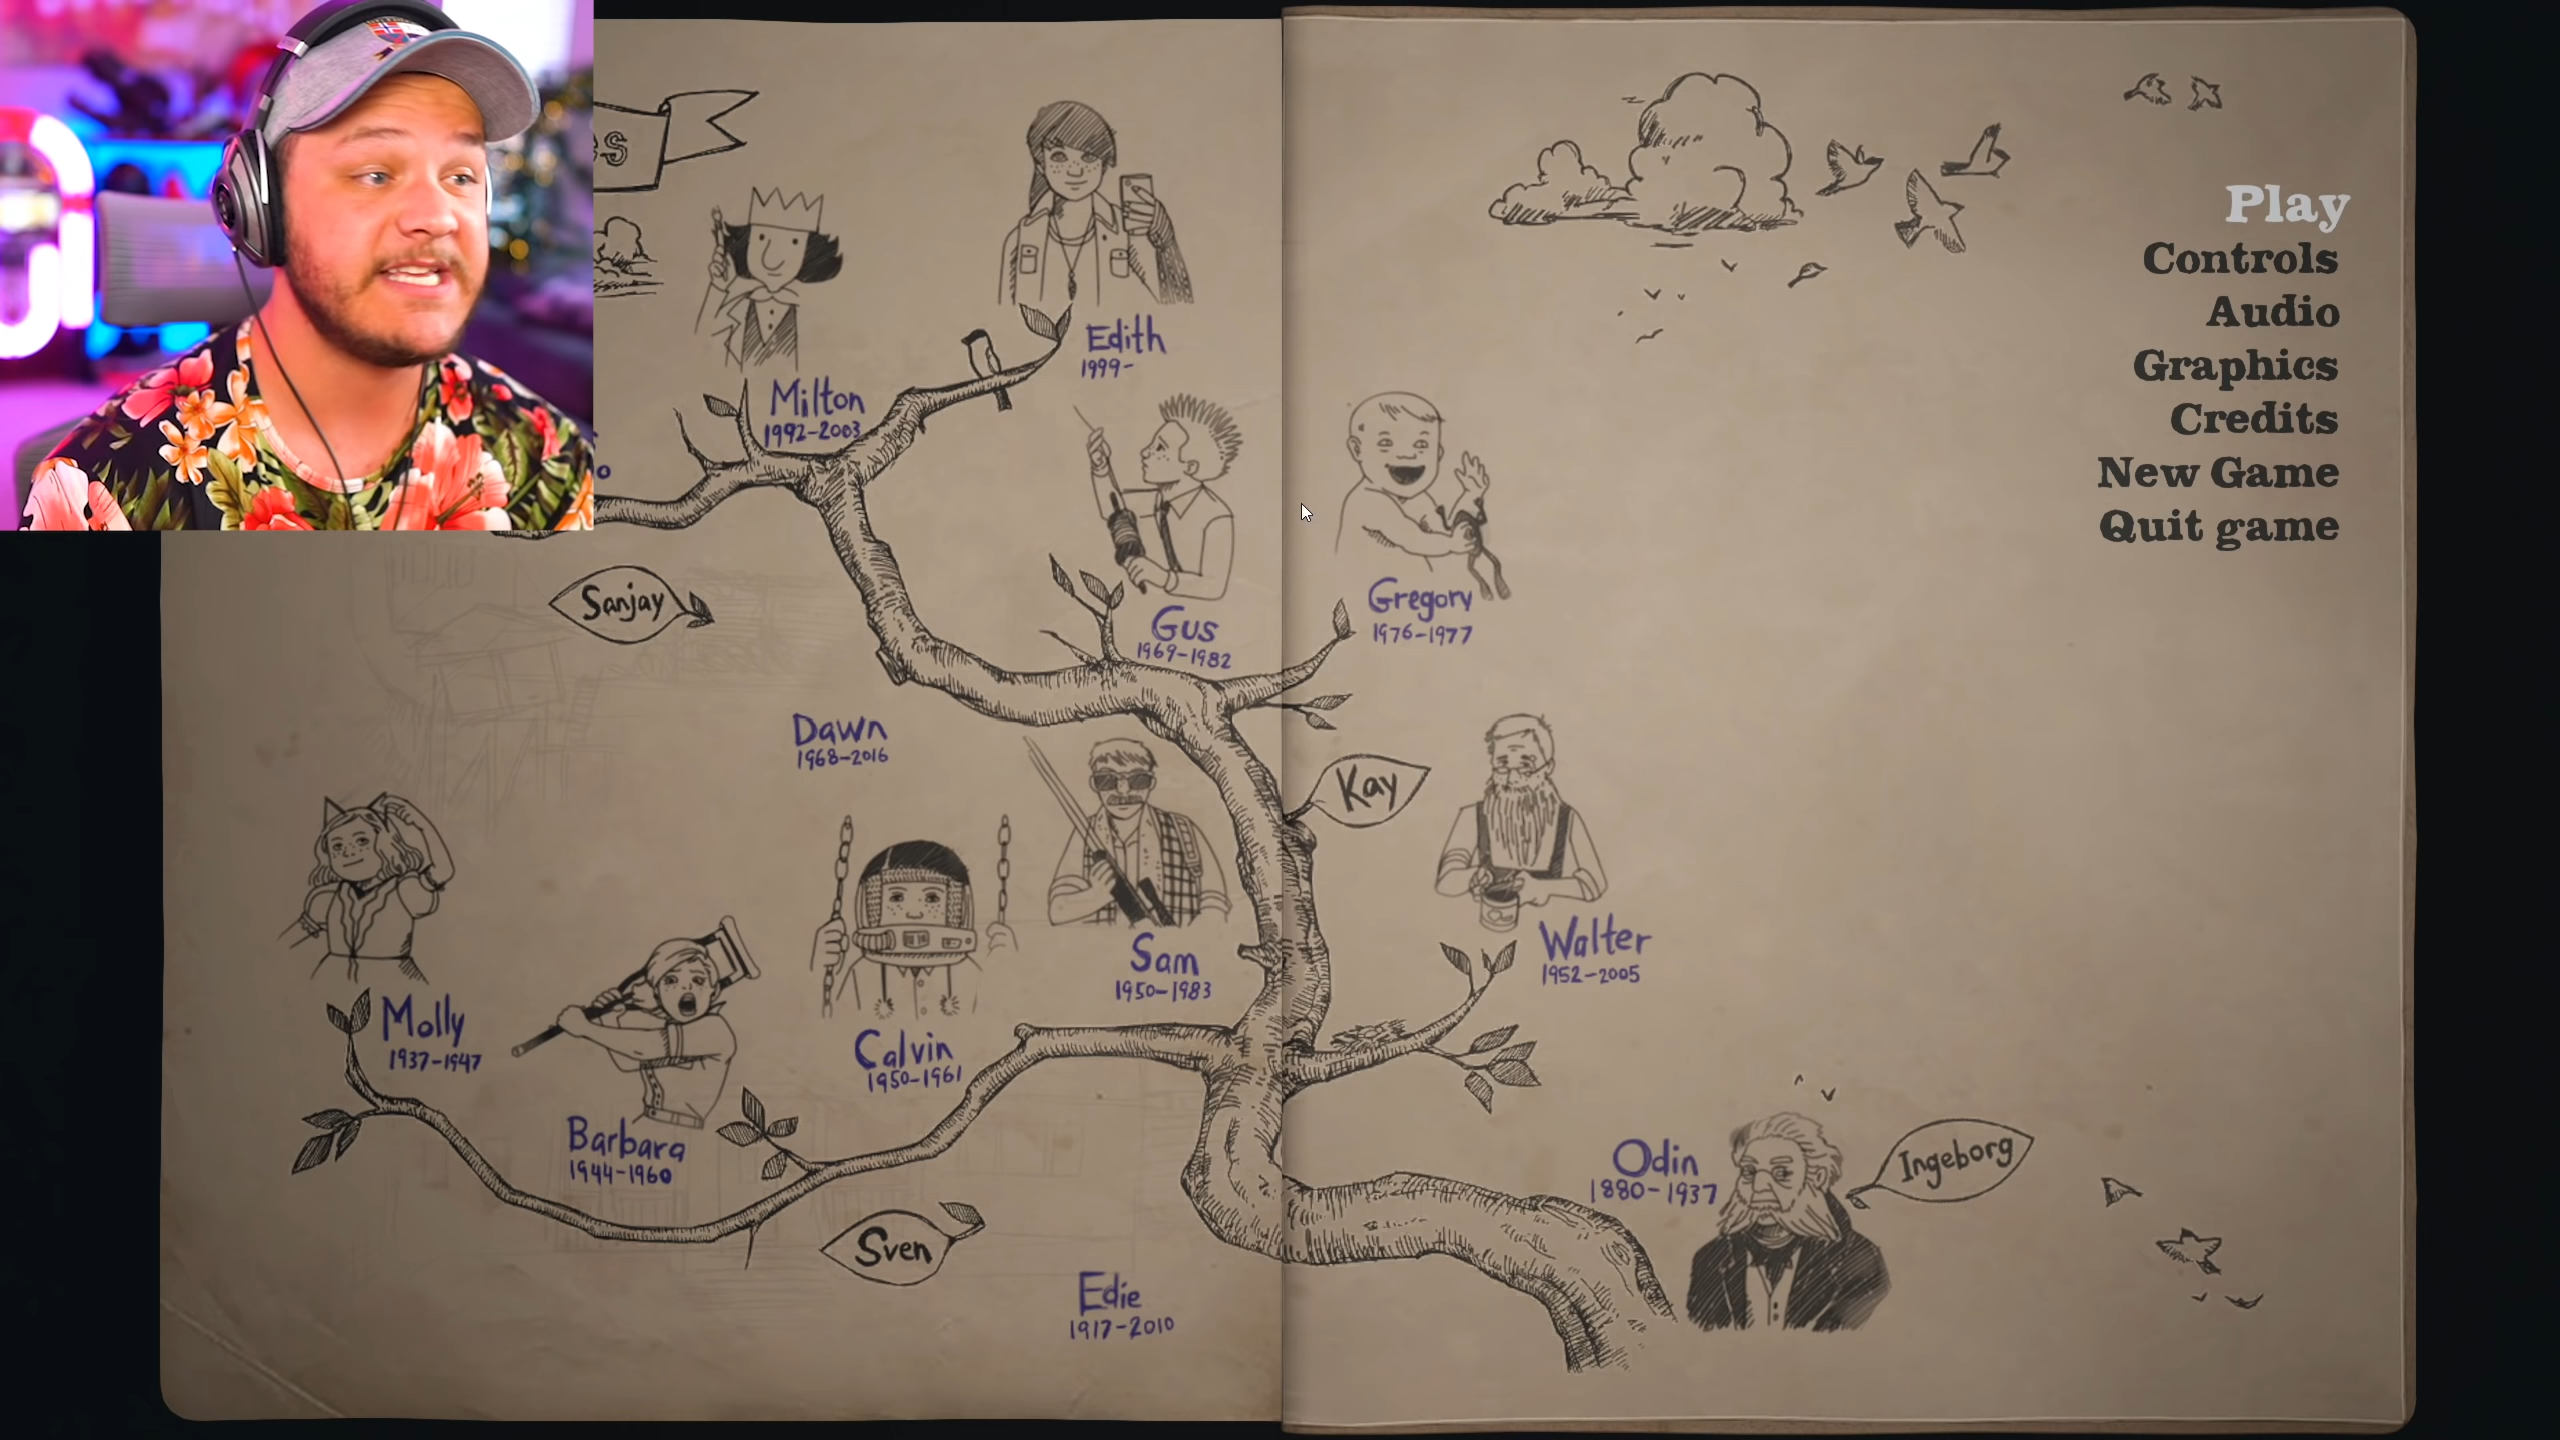 Play
Controls
Audio
Graphics
Credits
New Game
Quit game
Edith
1999-
Milton
1992-2003
Gus
1969-1982
Gregory
1976-1977
Sanjay
Dawn
1968-2016
Kay
Sam
1950-1983
Walter
1952-2005
Molly
1937-1947
Barbara
1944-1960
Calvin
1950-1961
Sven
Odin
1880-1937
Ingeborg
Edie
1917-2010